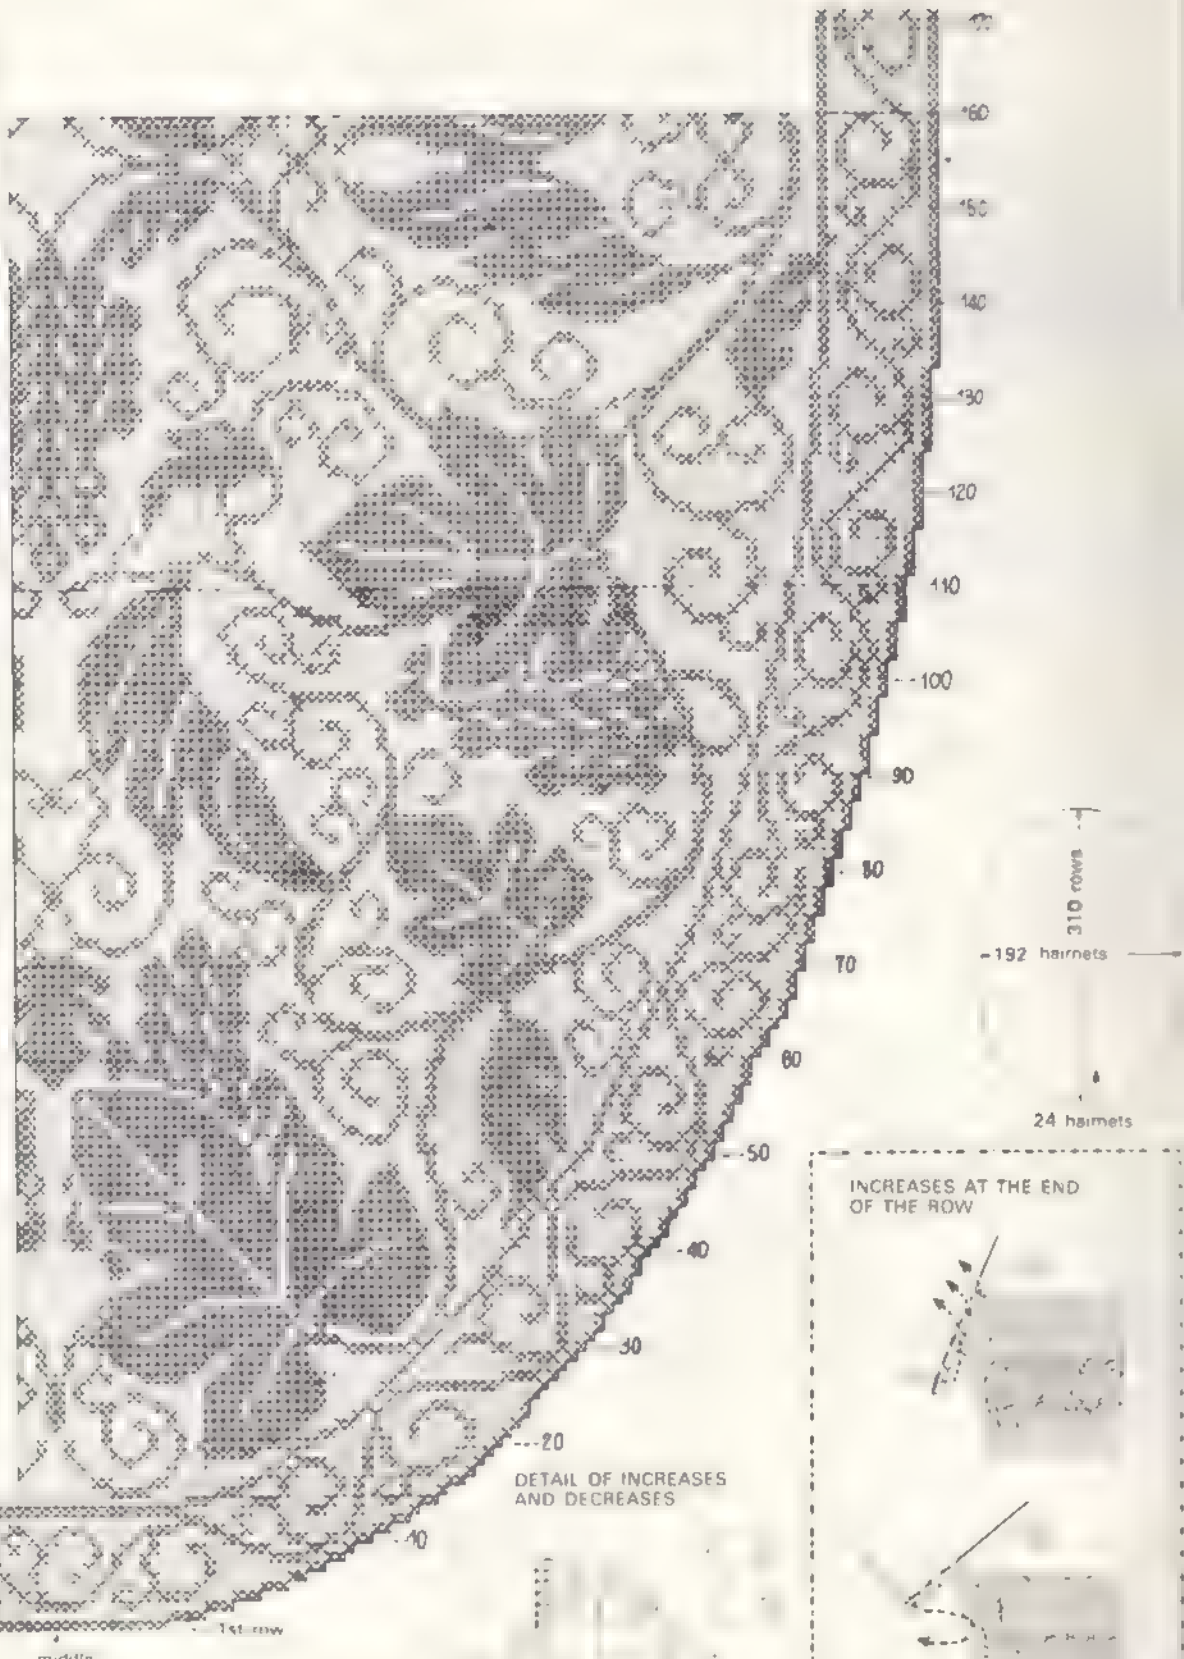 160
150
140
130
120
110
100
90
80
70
60
50
40
30
20
10
1st row
middle
310 rows
192 hairnets
24 hairnets
INCREASES AT THE END
OF THE ROW
DETAIL OF INCREASES
AND DECREASES